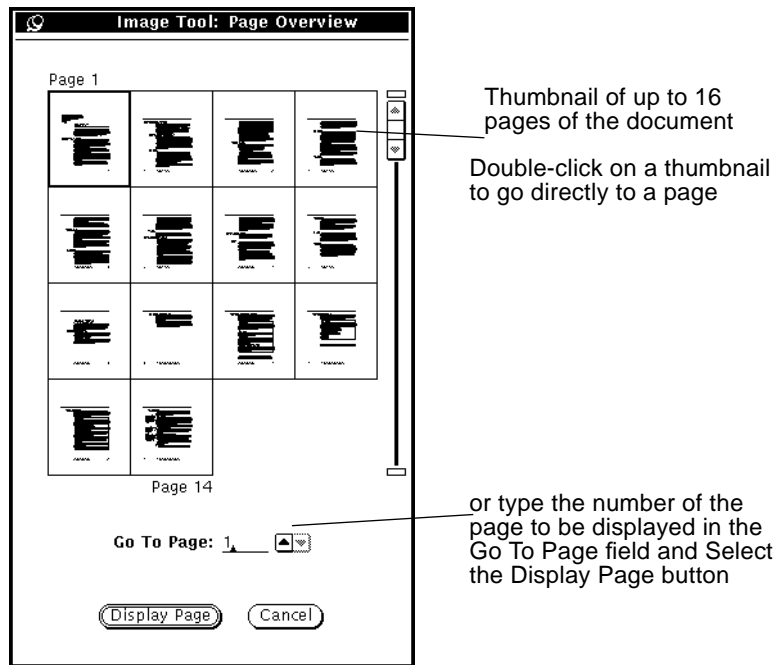 Image Tool: Page Overview
Page 1
Thumbnail of up to 16
pages of the document
Double-click on a thumbnail
to go directly to a page
Page 14
Go To Page: 1
or type the number of the
page to be displayed in the
Go To Page field and Select
the Display Page button
Display Page
Cancel